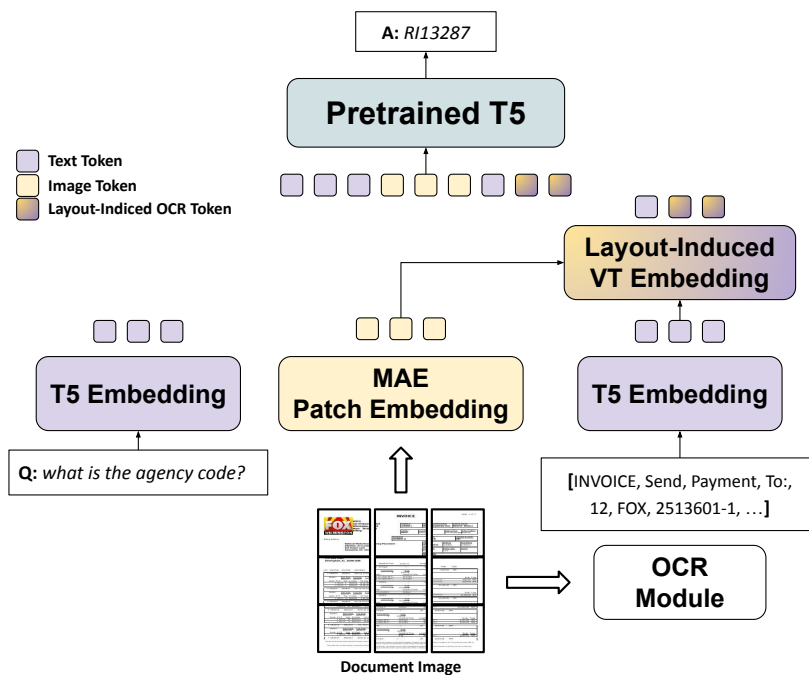 A: RI13287
Pretrained T5
Text Token
Image Token
Layout-Indiced OCR Token
Layout-Induced
VT Embedding
T5 Embedding
MAE
Patch Embedding
T5 Embedding
Q: what is the agency code?
[INVOICE, Send, Payment, To:,
12, FOX, 2513601-1, …]
FOX
INVOICE
OCR
Module
Document Image